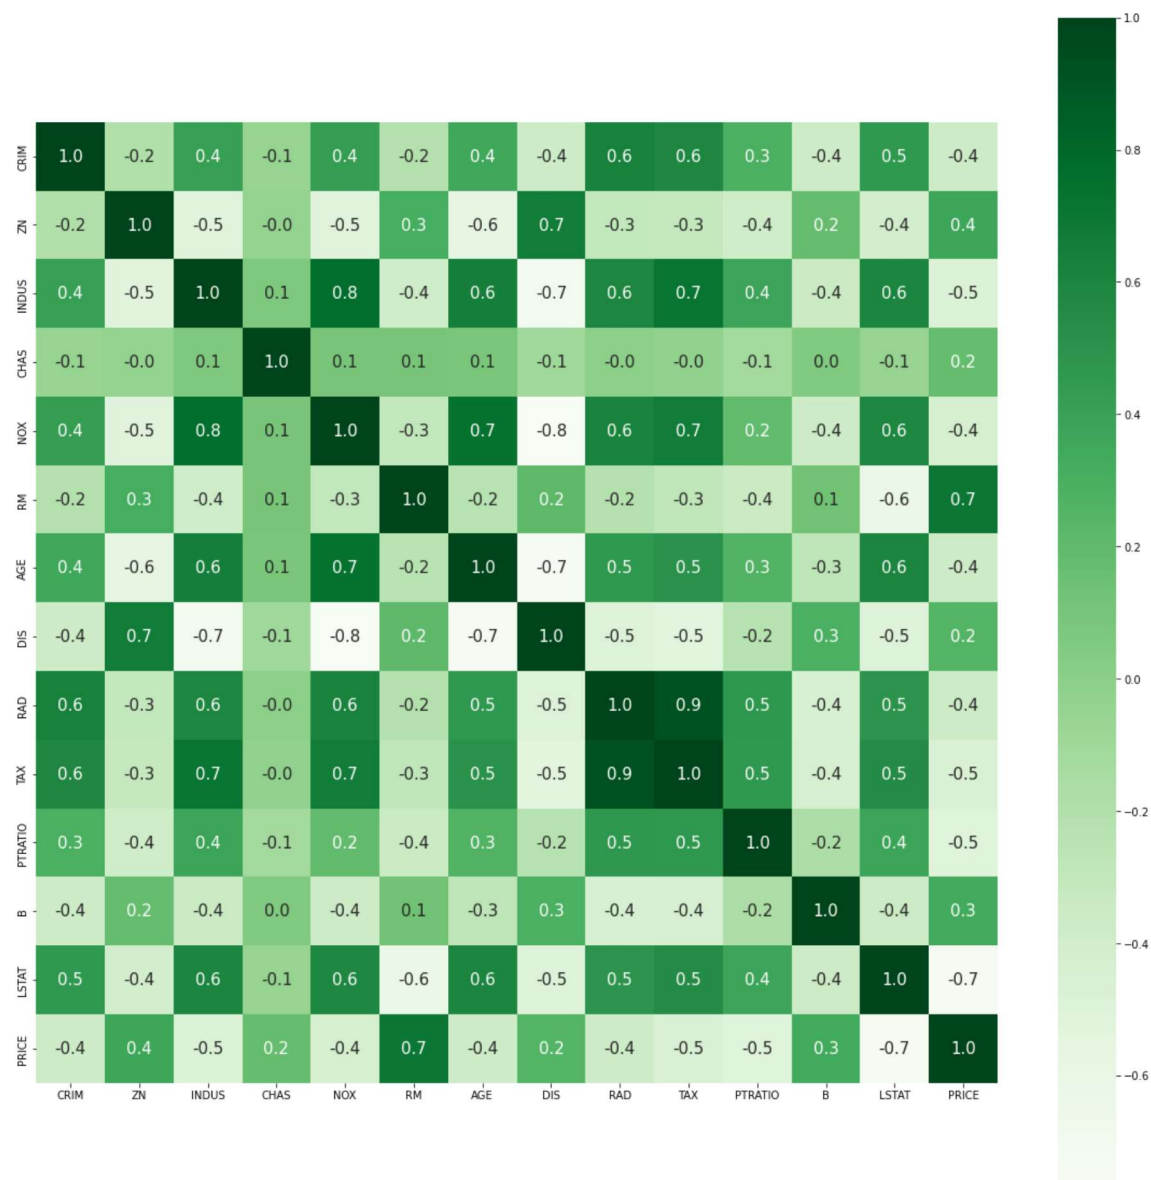 1.0
CRIM 1.0 -0.2 0.4 -0.1 0.4 -0.2 0.4 -0.4 0.6 0.6 0.3 -0.4 0.5 -0.4
0.8
ZN -0.2 1.0 -0.5 -0.0 -0.5 0.3 -0.6 0.7 -0.3 -0.3 -0.4 0.2 -0.4 0.4
INDUS 0.4 -0.5 1.0 0.1 0.8 -0.4 0.6 -0.7 0.6 0.7 0.4 -0.4 0.6 -0.5
0.6
CHAS -0.1 -0.0 0.1 1.0 0.1 0.1 0.1 -0.1 -0.0 -0.0 -0.1 0.0 -0.1 0.2
0.4
NOX 0.4 -0.5 0.8 0.1 1.0 -0.3 0.7 -0.8 0.6 0.7 0.2 -0.4 0.6 -0.4
RM -0.2 0.3 -0.4 0.1 -0.3 1.0 -0.2 0.2 -0.2 -0.3 -0.4 0.1 -0.6 0.7
0.2
AGE 0.4 -0.6 0.6 0.1 0.7 -0.2 1.0 -0.7 0.5 0.5 0.3 -0.3 0.6 -0.4
DIS -0.4 0.7 -0.7 -0.1 -0.8 0.2 -0.7 1.0 -0.5 -0.5 -0.2 0.3 -0.5 0.2
0.0
RAD 0.6 -0.3 0.6 -0.0 0.6 -0.2 0.5 -0.5 1.0 0.9 0.5 -0.4 0.5 -0.4
TAX 0.6 -0.3 0.7 -0.0 0.7 -0.3 0.5 -0.5 0.9 1.0 0.5 -0.4 0.5 -0.5
−0.2
PTRATIO 0.3 -0.4 0.4 -0.1 0.2 -0.4 0.3 -0.2 0.5 0.5 1.0 -0.2 0.4 -0.5
B -0.4 0.2 -0.4 0.0 -0.4 0.1 -0.3 0.3 -0.4 -0.4 -0.2 1.0 -0.4 0.3
−0.4
LSTAT 0.5 -0.4 0.6 -0.1 0.6 -0.6 0.6 -0.5 0.5 0.5 0.4 -0.4 1.0 -0.7
PRICE -0.4 0.4 -0.5 0.2 -0.4 0.7 -0.4 0.2 -0.4 -0.5 -0.5 0.3 -0.7 1.0
−0.6
CRIM ZN INDUS CHAS NOX RM AGE DIS RAD TAX PTRATIO B LSTAT PRICE